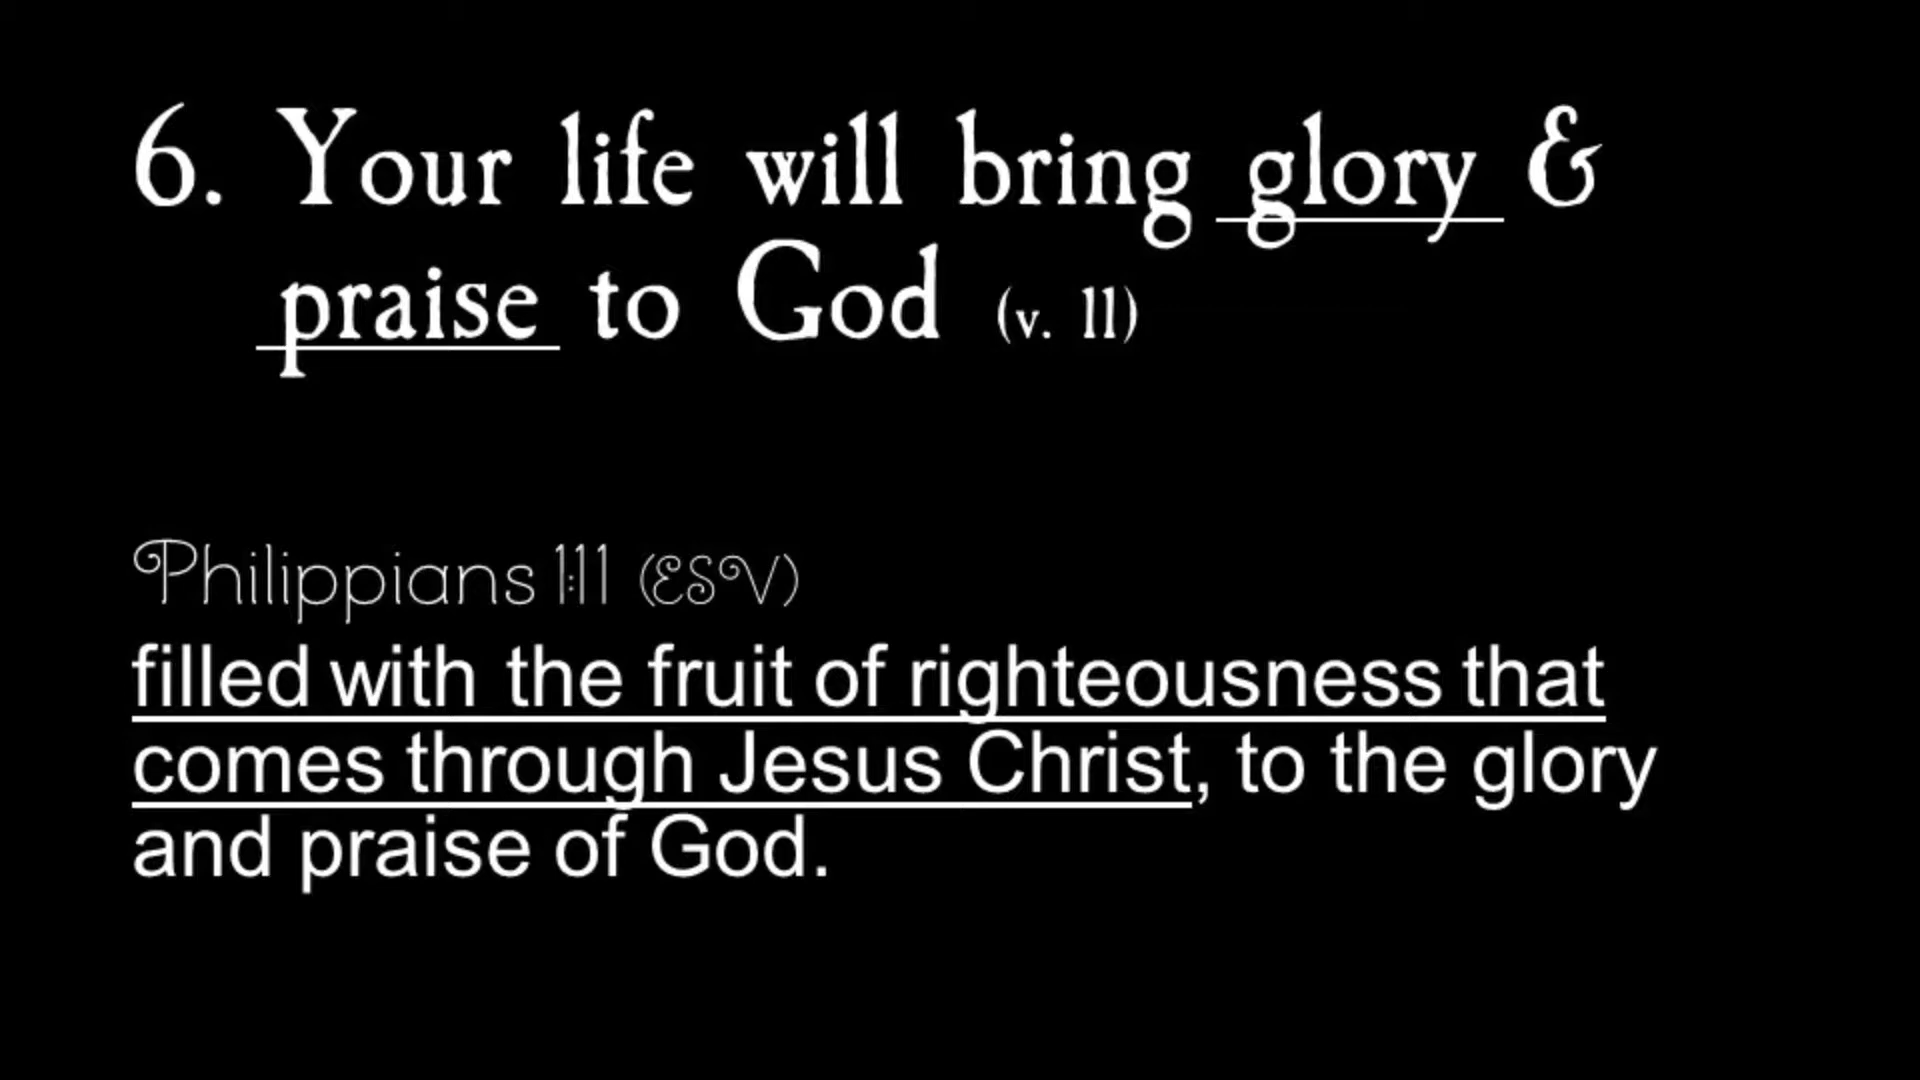 6. Your life will bring glory &
praise to God (v. 11)
Philippians 1:11 (ESV)
filled with the fruit of righteousness that
comes through Jesus Christ, to the glory
and praise of God.